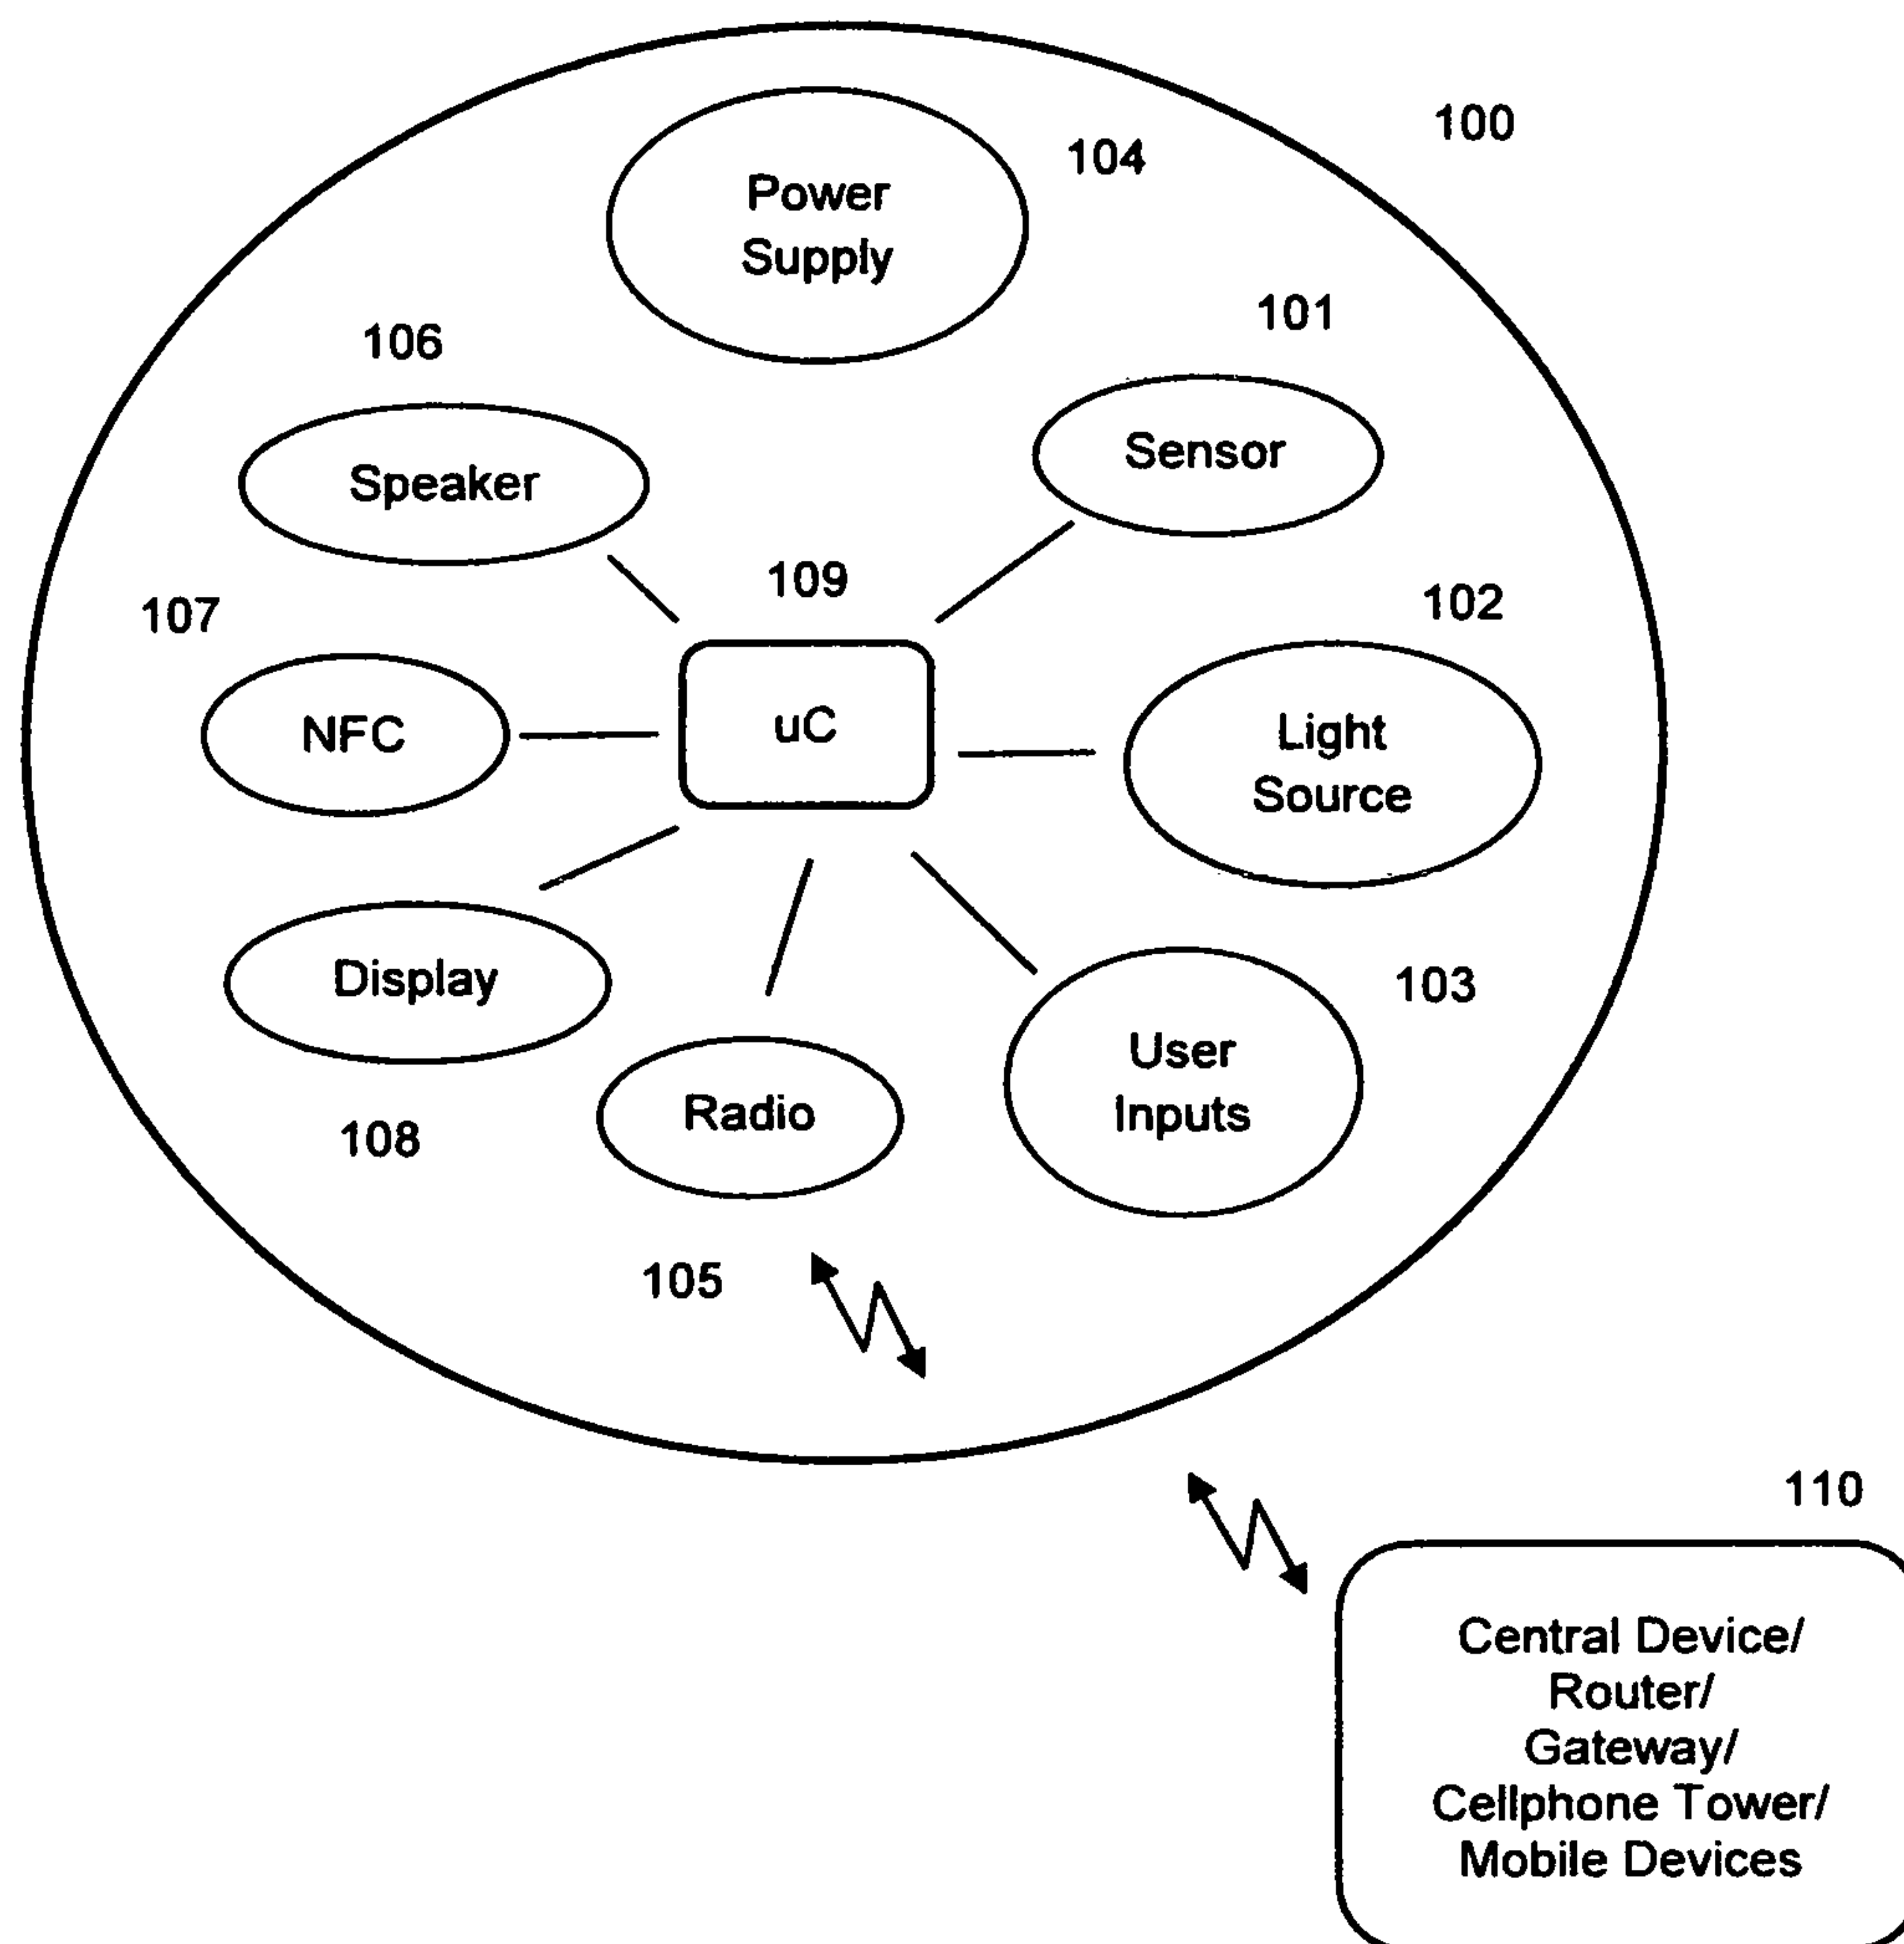 100
104
Power
Supply
101
106
Sensor
Speaker
109
102
107
uC
NFC
Light
Source
Display
103
User
Inputs
Radio
108
105
110
Central Device/
Router/
Gateway/
Cellphone Tower/
Mobile Devices